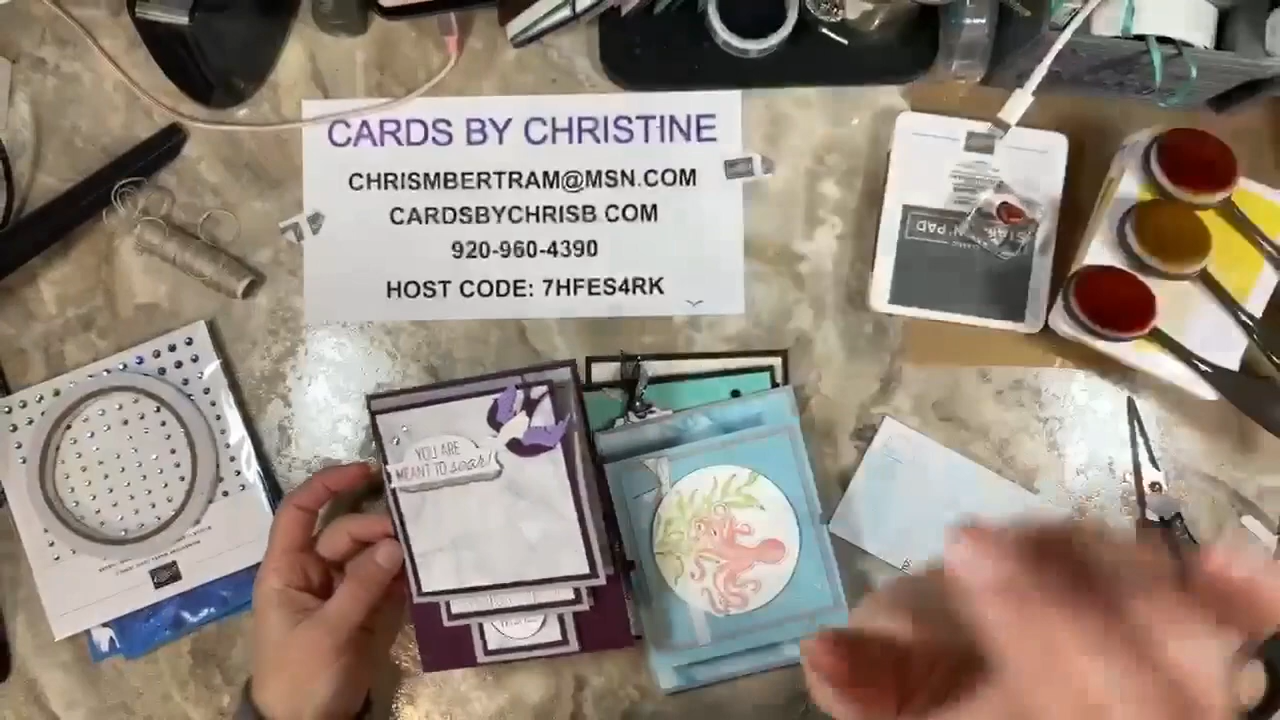 CARDS BY CHRISTINE
CHRISMBERTRAM@MSN.COM
CARDSBYCHRISB.COM
920-960-4390
HOST CODE: 7HFES4RK
YOU ARE
MEANT TO soar!